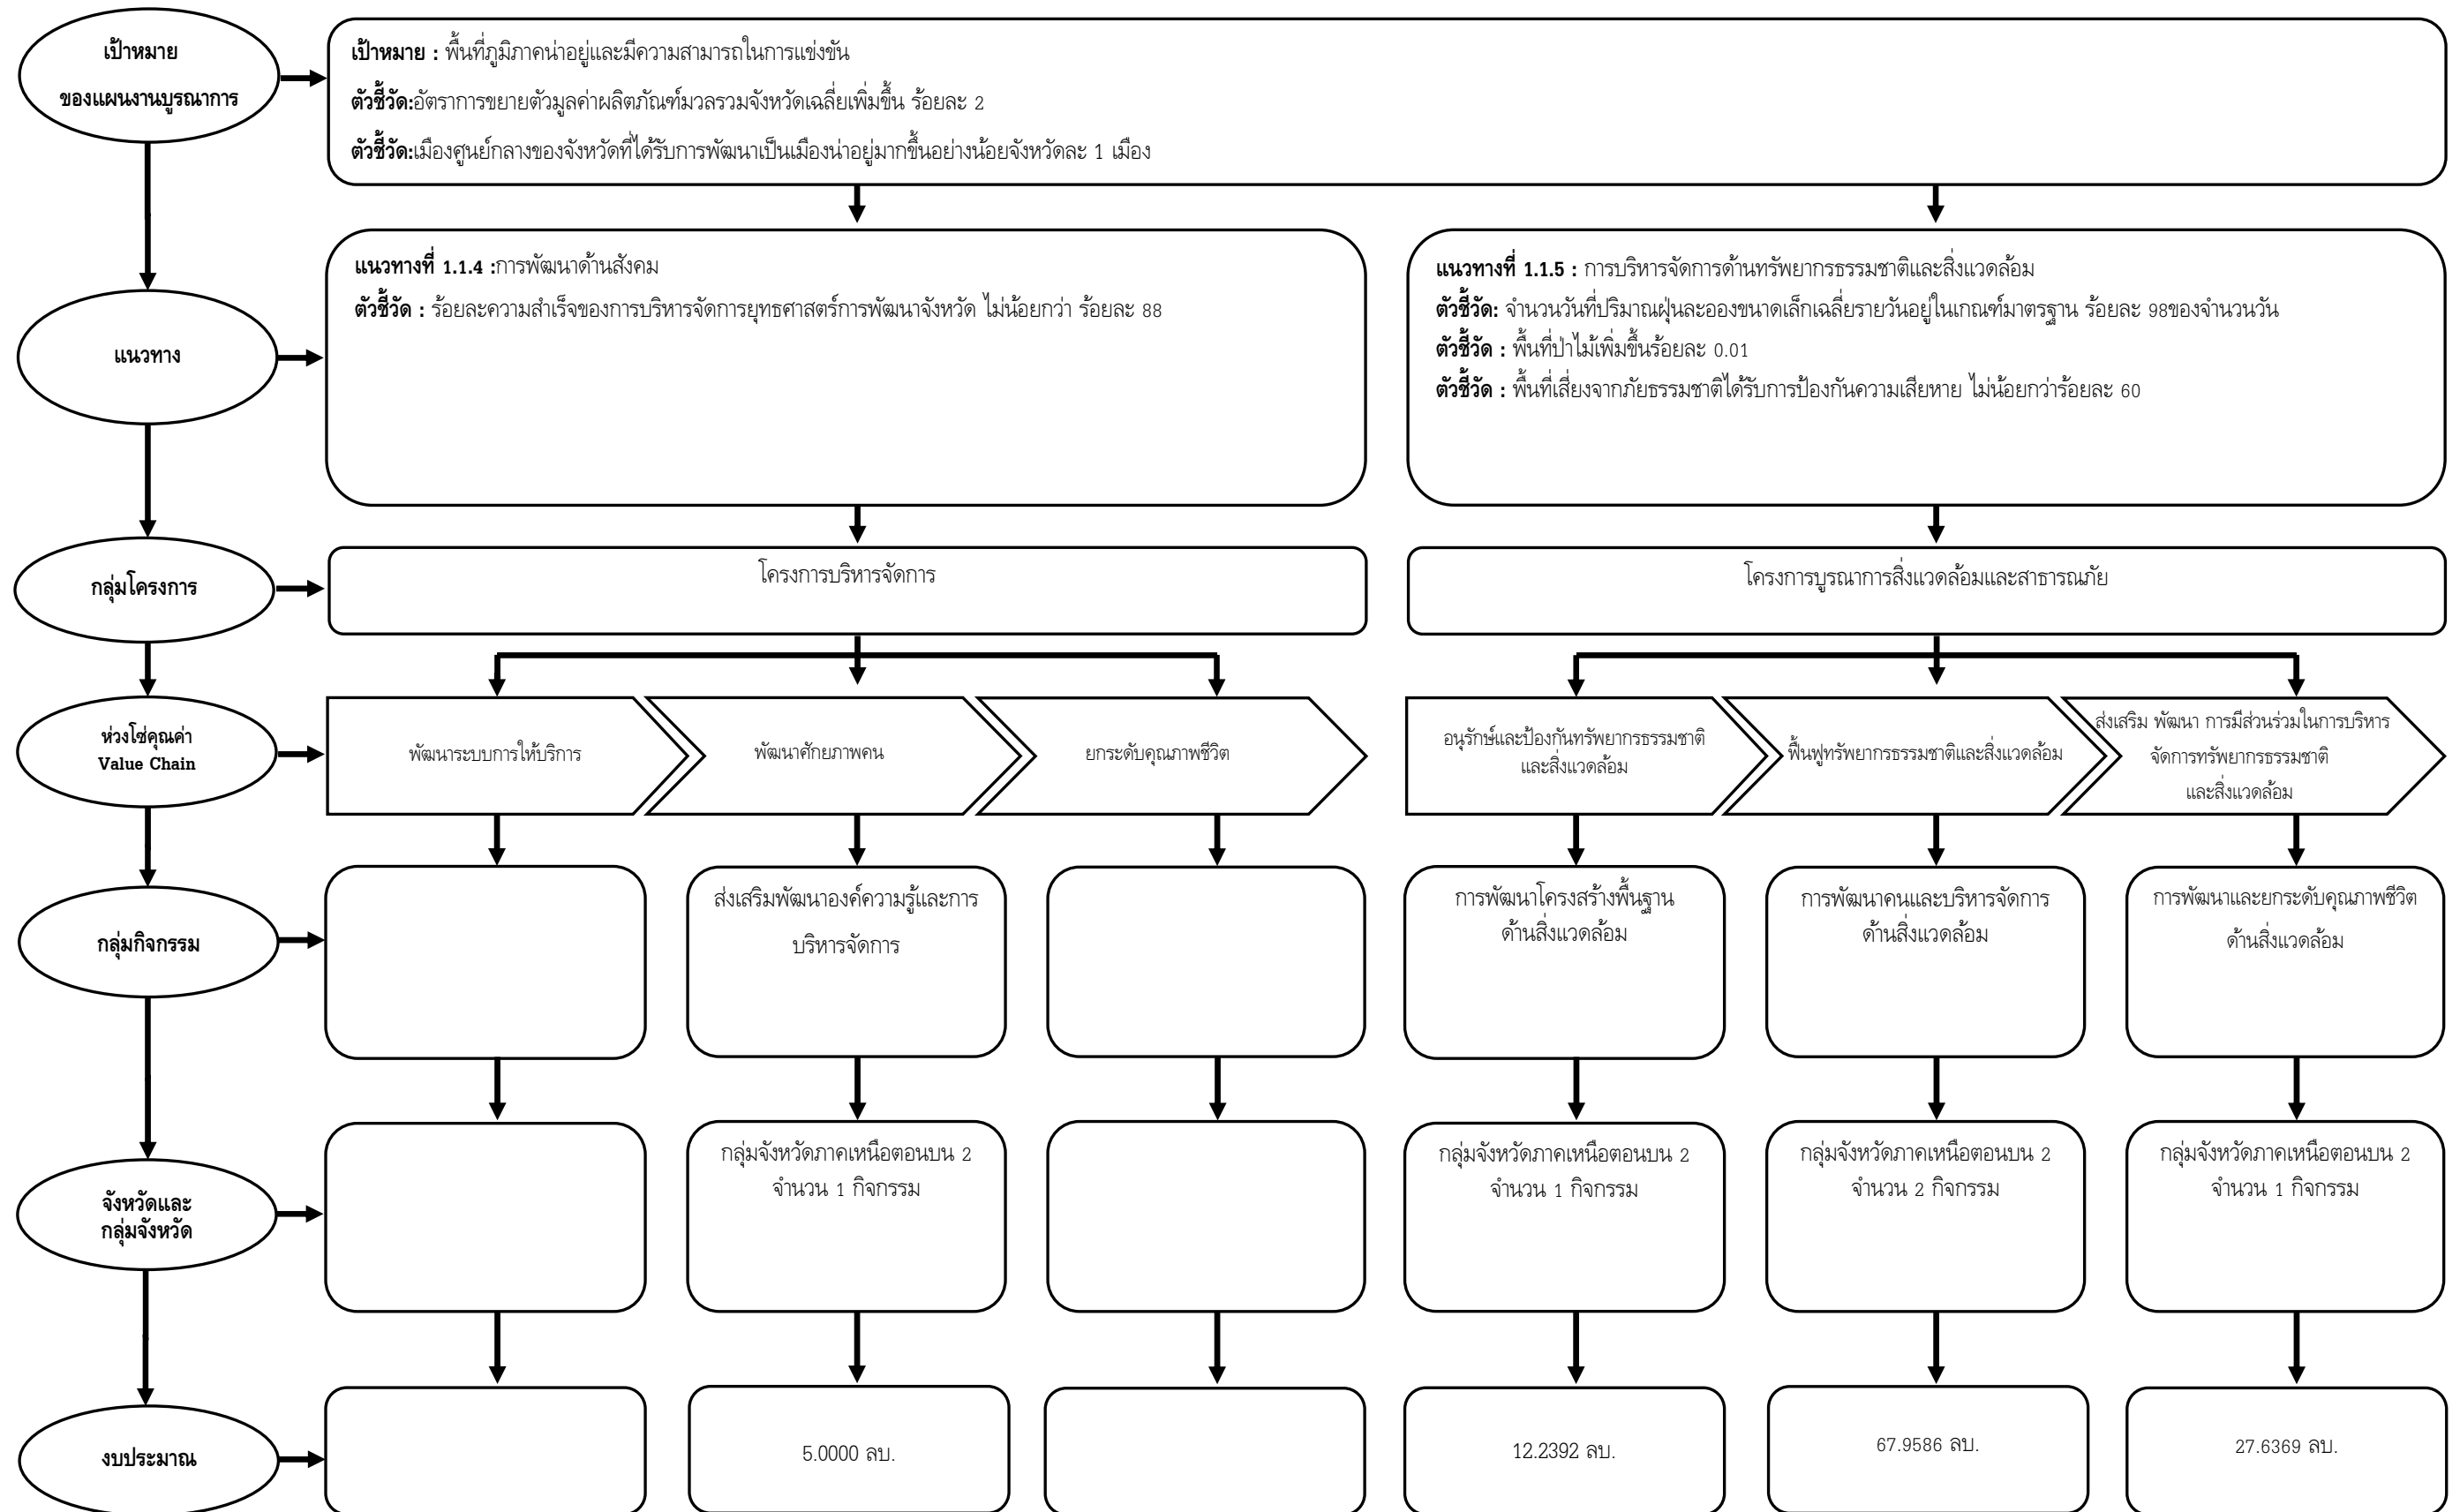 เป้าหมาย
ของแผนงานบูรณาการ
เป้าหมาย : พื้นที่ภูมิภาคน่าอยู่และมีความสามารถในการแข่งขัน
ตัวชี้วัด:อัตราการขยายตัวมูลค่าผลิตภัณฑ์มวลรวมจังหวัดเฉลี่ยเพิ่มขึ้น ร้อยละ 2
ตัวชี้วัด:เมืองศูนย์กลางของจังหวัดที่ได้รับการพัฒนาเป็นเมืองน่าอยู่มากขึ้นอย่างน้อยจังหวัดละ 1 เมือง
แนวทาง
แนวทางที่ 1.1.4 :การพัฒนาด้านสังคม
ตัวชี้วัด : ร้อยละความสำเร็จของการบริหารจัดการยุทธศาสตร์การพัฒนาจังหวัด ไม่น้อยกว่า ร้อยละ 88
แนวทางที่ 1.1.5 : การบริหารจัดการด้านทรัพยากรธรรมชาติและสิ่งแวดล้อม
ตัวชี้วัด: จำนวนวันที่ปริมาณฝุ่นละอองขนาดเล็กเฉลี่ยรายวันอยู่ในเกณฑ์มาตรฐาน ร้อยละ 98ของจำนวนวัน
ตัวชี้วัด : พื้นที่ป่าไม้เพิ่มขึ้นร้อยละ 0.01
ตัวชี้วัด : พื้นที่เสี่ยงจากภัยธรรมชาติได้รับการป้องกันความเสียหาย ไม่น้อยกว่าร้อยละ 60
กลุ่มโครงการ
โครงการบริหารจัดการ
โครงการบูรณาการสิ่งแวดล้อมและสาธารณภัย
ห่วงโซ่คุณค่า
Value Chain
พัฒนาระบบการให้บริการ
พัฒนาศักยภาพคน
ยกระดับคุณภาพชีวิต
อนุรักษ์และป้องกันทรัพยากรธรรมชาติ
และสิ่งแวดล้อม
ฟื้นฟูทรัพยากรธรรมชาติและสิ่งแวดล้อม
ส่งเสริม พัฒนา การมีส่วนร่วมในการบริหาร
จัดการทรัพยากรธรรมชาติ
และสิ่งแวดล้อม
กลุ่มกิจกรรม
ส่งเสริมพัฒนาองค์ความรู้และการ
บริหารจัดการ
การพัฒนาโครงสร้างพื้นฐาน
ด้านสิ่งแวดล้อม
การพัฒนาคนและบริหารจัดการ
ด้านสิ่งแวดล้อม
การพัฒนาและยกระดับคุณภาพชีวิต
ด้านสิ่งแวดล้อม
จังหวัดและ
กลุ่มจังหวัด
กลุ่มจังหวัดภาคเหนือตอนบน 2
จำนวน 1 กิจกรรม
กลุ่มจังหวัดภาคเหนือตอนบน 2
จำนวน 1 กิจกรรม
กลุ่มจังหวัดภาคเหนือตอนบน 2
จำนวน 2 กิจกรรม
กลุ่มจังหวัดภาคเหนือตอนบน 2
จำนวน 1 กิจกรรม
งบประมาณ
5.0000 ลบ.
12.2392 ลบ.
67.9586 ลบ.
27.6369 ลบ.